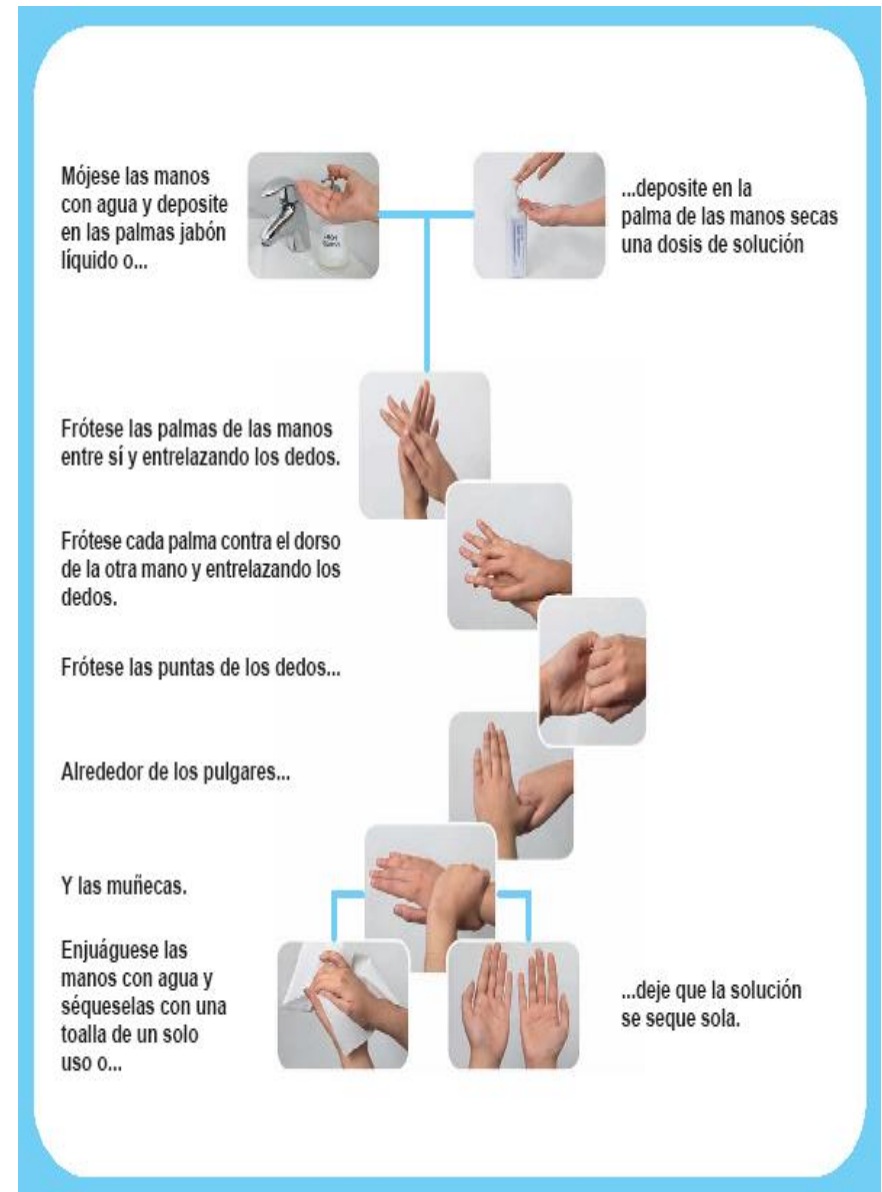 Mójese las manos
con agua y deposite
en las palmas jabón
líquido o...
...deposite en la
palma de las manos secas
una dosis de solución
Frótese las palmas de las manos
entre sí y entrelazando los dedos.
Frótese cada palma contra el dorso
de la otra mano y entrelazando los
dedos.
Frótese las puntas de los dedos...
Alrededor de los pulgares...
Y las muñecas.
Enjuáguese las
manos con agua y
séqueselas con una
toalla de un solo
uso o...
...deje que la solución
se seque sola.